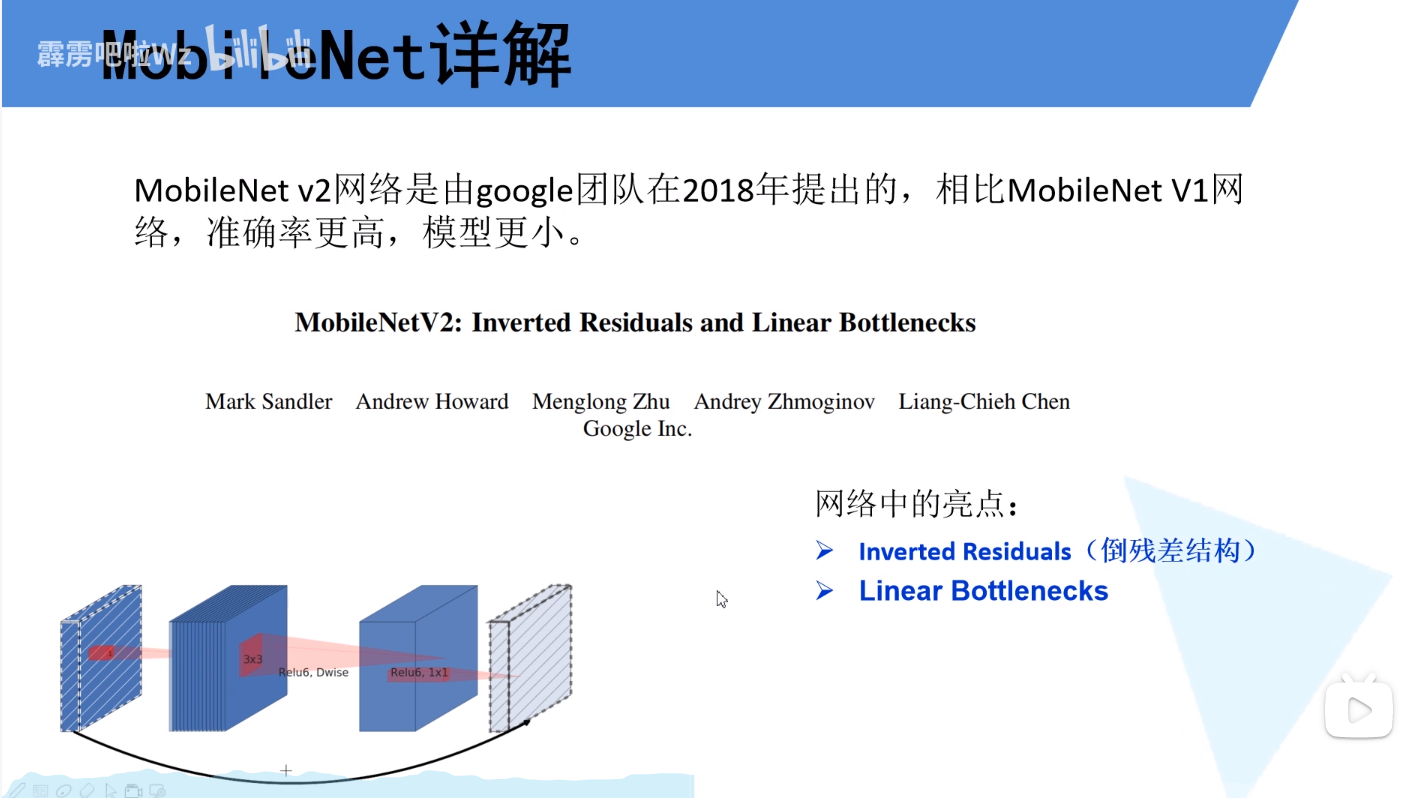 霹雳吧啦Wz bilibili
MobileNet详解
MobileNet v2网络是由google团队在2018年提出的，相比MobileNet V1网
络，准确率更高，模型更小。
MobileNetV2: Inverted Residuals and Linear Bottlenecks
Mark Sandler Andrew Howard Menglong Zhu Andrey Zhmoginov Liang-Chieh Chen
Google Inc.
网络中的亮点：
Inverted Residuals（倒残差结构）
Linear Bottlenecks
3x3
Relu6, Dwise
Relu6, 1x1